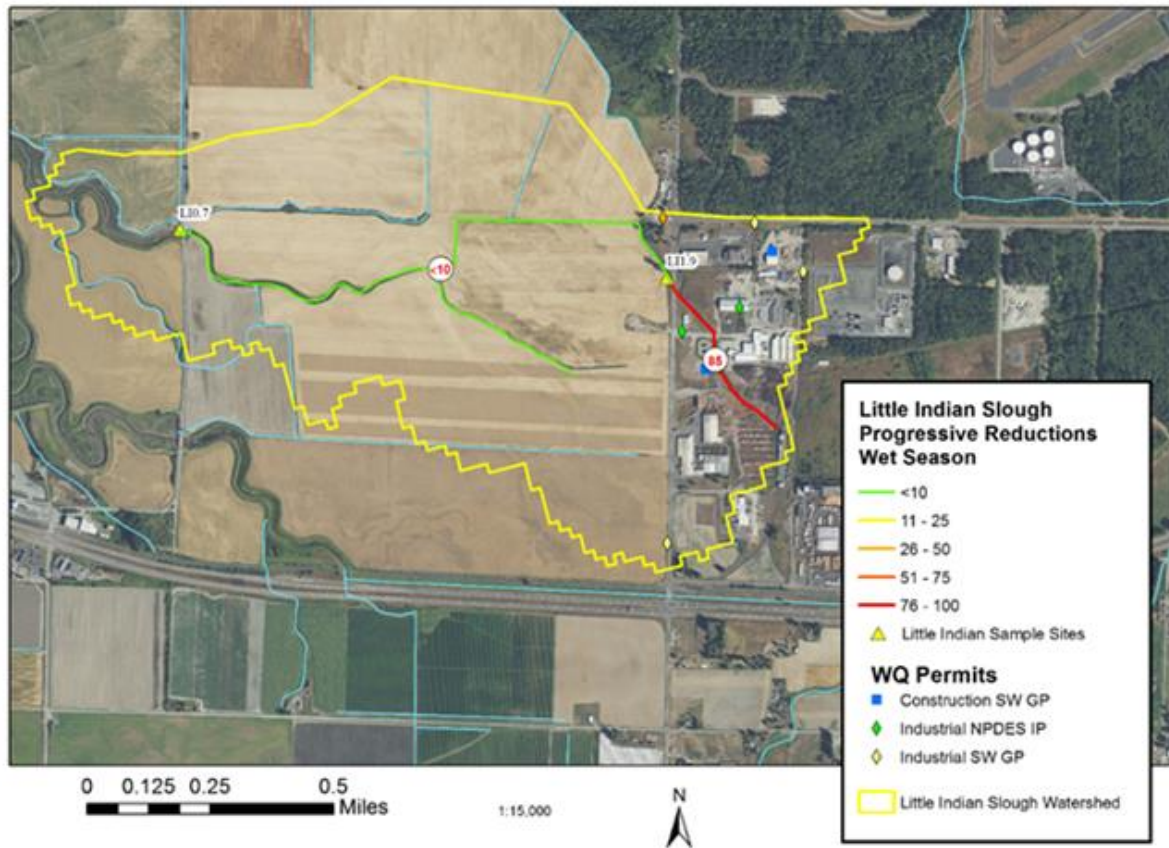 LI0.7
<10
LI1.9
85
Little Indian Slough
Progressive Reductions
Wet Season
<10
11 - 25
26 - 50
51 - 75
76 - 100
Little Indian Sample Sites
WQ Permits
Construction SW GP
Industrial NPDES IP
Industrial SW GP
Little Indian Slough Watershed
0 0.125 0.25 0.5
Miles
1:15,000
N